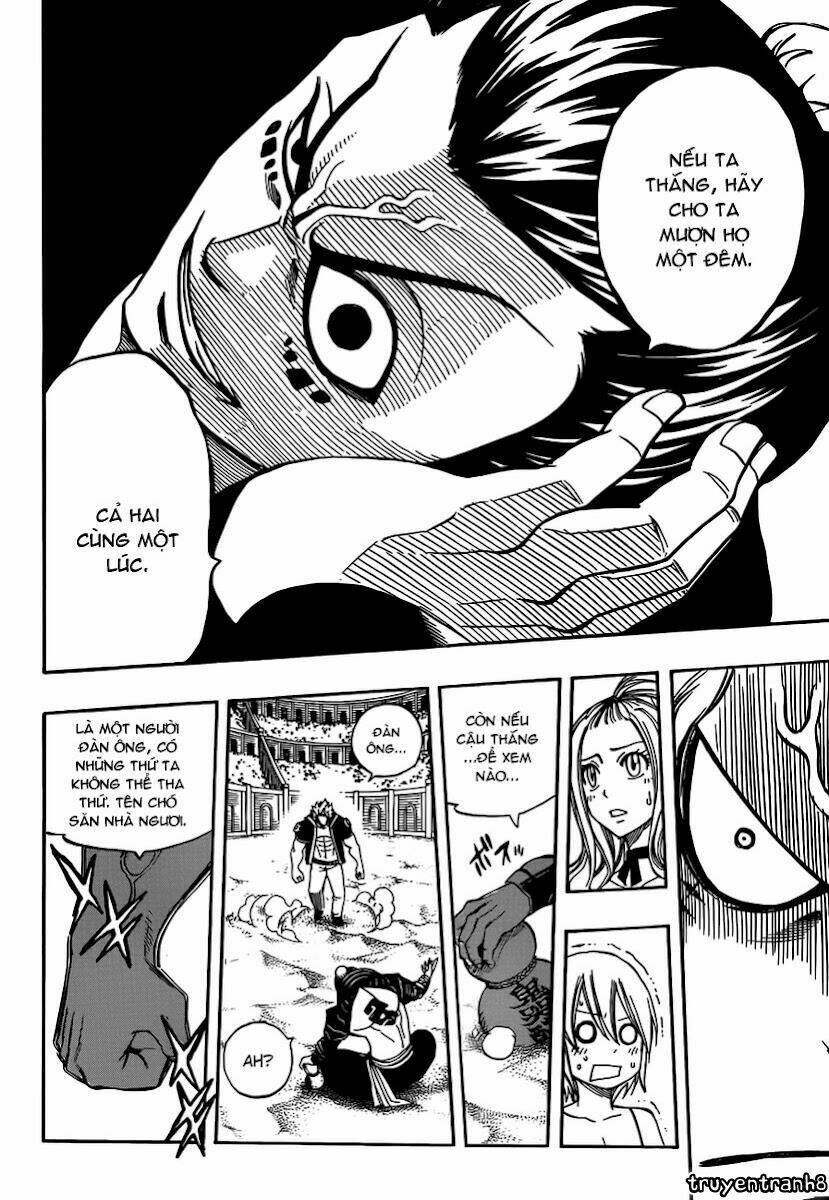 NẾU TA
THẮNG, HÃY
CHO TA
MƯỢN HỌ
MỘT ĐÊM.
CẢ HAI
CÙNG MỘT
LÚC.
CÒN NẾU
CẬU THẮNG
...ĐỂ XEM
NÀO...
ĐÀN
ÔNG...
AH?
LÀ MỘT NGƯỜI
ĐÀN ÔNG, CÓ
NHỮNG THỨ TA
KHÔNG THỂ THA
THỨ. TÊN CHÓ
SĂN NHÀ NGƯƠI.
truyentranh8